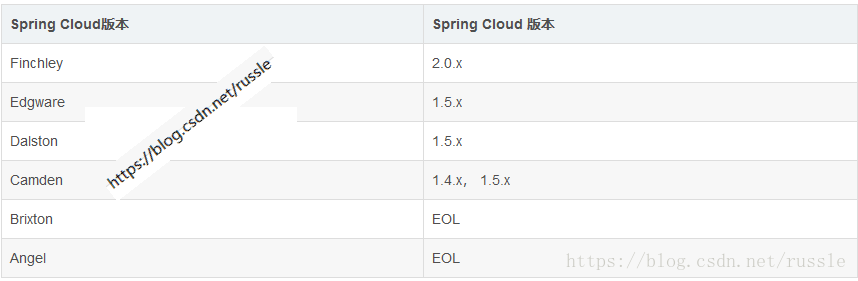 Spring Cloud版本 Spring Cloud 版本
Finchley 2.0.x
Edgware 1.5.x
Dalston 1.5.x
Camden 1.4.x, 1.5.x
Brixton EOL
Angel EOL
https://blog.csdn.net/russle
https://blog.csdn.net/russle